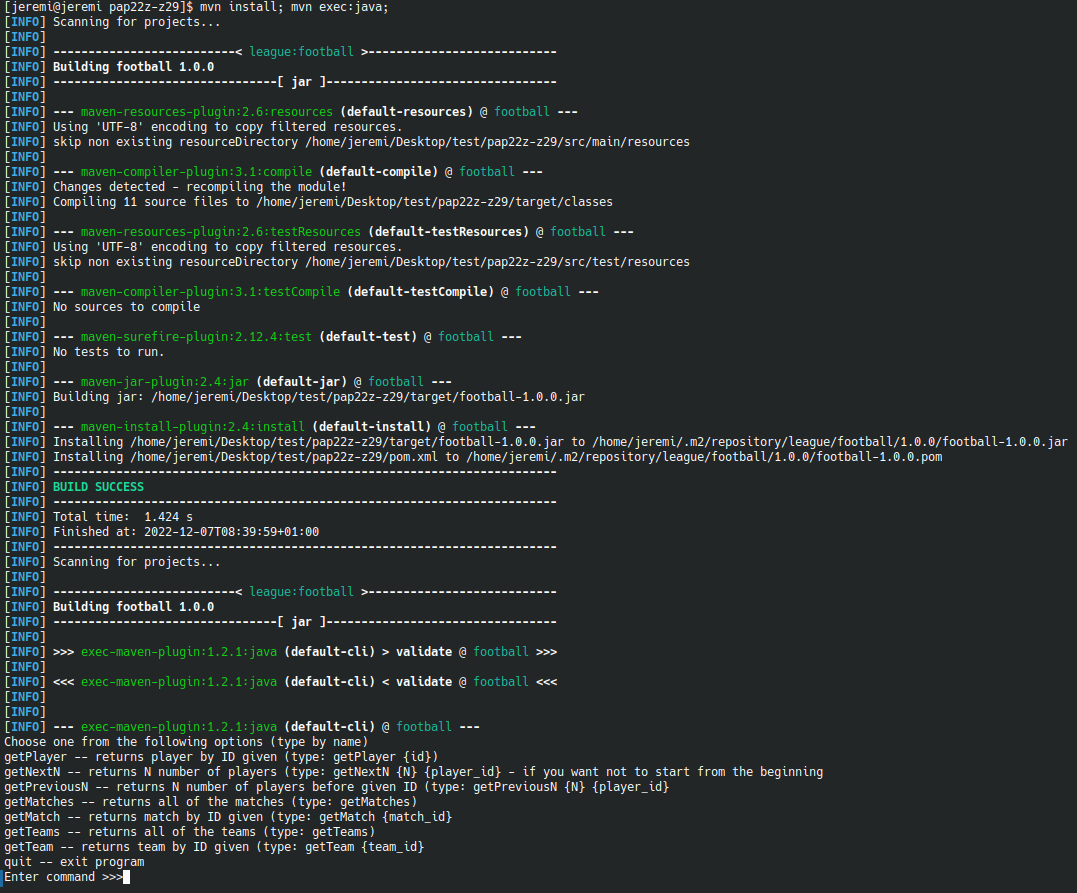 [jeremi@jeremi pap22z-z29]$ mvn install; mvn exec:java;
[INFO] Scanning for projects...
[INFO]
[INFO] --------------------------< league:football >---------------------------
[INFO] Building football 1.0.0
[INFO] --------------------------------[ jar ]---------------------------------
[INFO]
[INFO] --- maven-resources-plugin:2.6:resources (default-resources) @ football ---
[INFO] Using 'UTF-8' encoding to copy filtered resources.
[INFO] skip non existing resourceDirectory /home/jeremi/Desktop/test/pap22z-z29/src/main/resources
[INFO]
[INFO] --- maven-compiler-plugin:3.1:compile (default-compile) @ football ---
[INFO] Changes detected - recompiling the module!
[INFO] Compiling 11 source files to /home/jeremi/Desktop/test/pap22z-z29/target/classes
[INFO]
[INFO] --- maven-resources-plugin:2.6:testResources (default-testResources) @ football ---
[INFO] Using 'UTF-8' encoding to copy filtered resources.
[INFO] skip non existing resourceDirectory /home/jeremi/Desktop/test/pap22z-z29/src/test/resources
[INFO]
[INFO] --- maven-compiler-plugin:3.1:testCompile (default-testCompile) @ football ---
[INFO] No sources to compile
[INFO]
[INFO] --- maven-surefire-plugin:2.12.4:test (default-test) @ football ---
[INFO] No tests to run.
[INFO]
[INFO] --- maven-jar-plugin:2.4:jar (default-jar) @ football ---
[INFO] Building jar: /home/jeremi/Desktop/test/pap22z-z29/target/football-1.0.0.jar
[INFO]
[INFO] --- maven-install-plugin:2.4:install (default-install) @ football ---
[INFO] Installing /home/jeremi/Desktop/test/pap22z-z29/target/football-1.0.0.jar to /home/jeremi/.m2/repository/league/football/1.0.0/football-1.0.0.jar
[INFO] Installing /home/jeremi/Desktop/test/pap22z-z29/pom.xml to /home/jeremi/.m2/repository/league/football/1.0.0/football-1.0.0.pom
[INFO] ------------------------------------------------------------------------
[INFO] BUILD SUCCESS
[INFO] ------------------------------------------------------------------------
[INFO] Total time:  1.424 s
[INFO] Finished at: 2022-12-07T08:39:59+01:00
[INFO] ------------------------------------------------------------------------
[INFO] Scanning for projects...
[INFO]
[INFO] --------------------------< league:football >---------------------------
[INFO] Building football 1.0.0
[INFO] --------------------------------[ jar ]---------------------------------
[INFO]
[INFO] >>> exec-maven-plugin:1.2.1:java (default-cli) > validate @ football >>>
[INFO]
[INFO] <<< exec-maven-plugin:1.2.1:java (default-cli) < validate @ football <<<
[INFO]
[INFO]
[INFO] --- exec-maven-plugin:1.2.1:java (default-cli) @ football ---
Choose one from the following options (type by name)
getPlayer -- returns player by ID given (type: getPlayer {id})
getNextN -- returns N number of players (type: getNextN {N} {player_id} - if you want not to start from the beginning
getPreviousN -- returns N number of players before given ID (type: getPreviousN {N} {player_id}
getMatches -- returns all of the matches (type: getMatches)
getMatch -- returns match by ID given (type: getMatch {match_id}
getTeams -- returns all of the teams (type: getTeams)
getTeam -- returns team by ID given (type: getTeam {team_id}
quit -- exit program
Enter command >>>